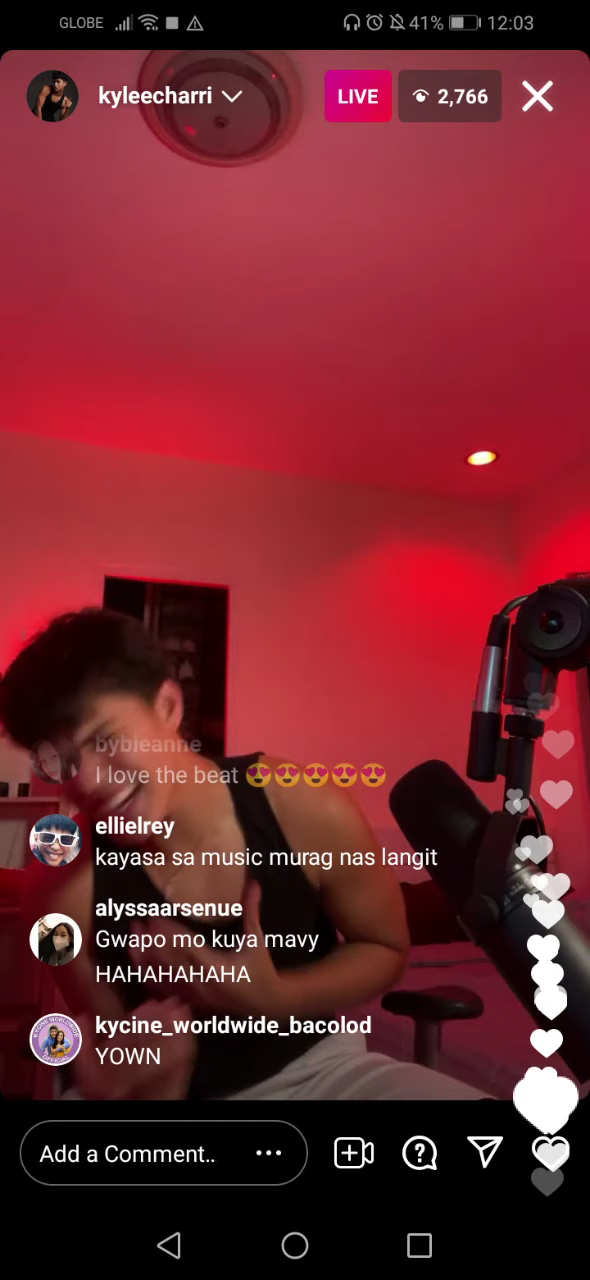 GLOBE
41% 12:03
kyleecharri
LIVE
2,766
bybieanne
I love the beat 😍😍😍😍😍
ellielrey
kayasa sa music murag nas langit
alyssaarsenue
Gwapo mo kuya mavy
HAHAHAHAHA
kycine_worldwide_bacolod
YOWN
Add a Comment..